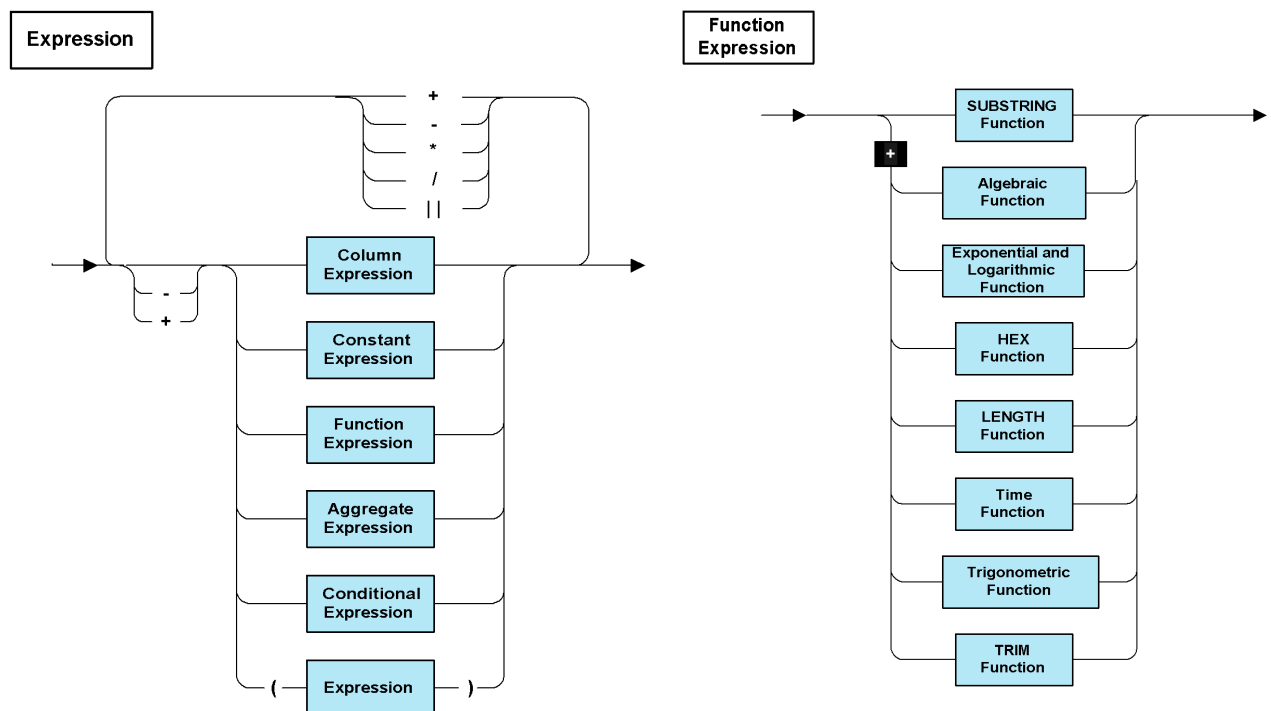 Expression
+
-
*
/
||
Column
Expression
-
+
Constant
Expression
Function
Expression
Aggregate
Expression
Conditional
Expression
( Expression )
Function
Expression
SUBSTRING
Function
+
Algebraic
Function
Exponential and
Logarithmic
Function
HEX
Function
LENGTH
Function
Time
Function
Trigonometric
Function
TRIM
Function